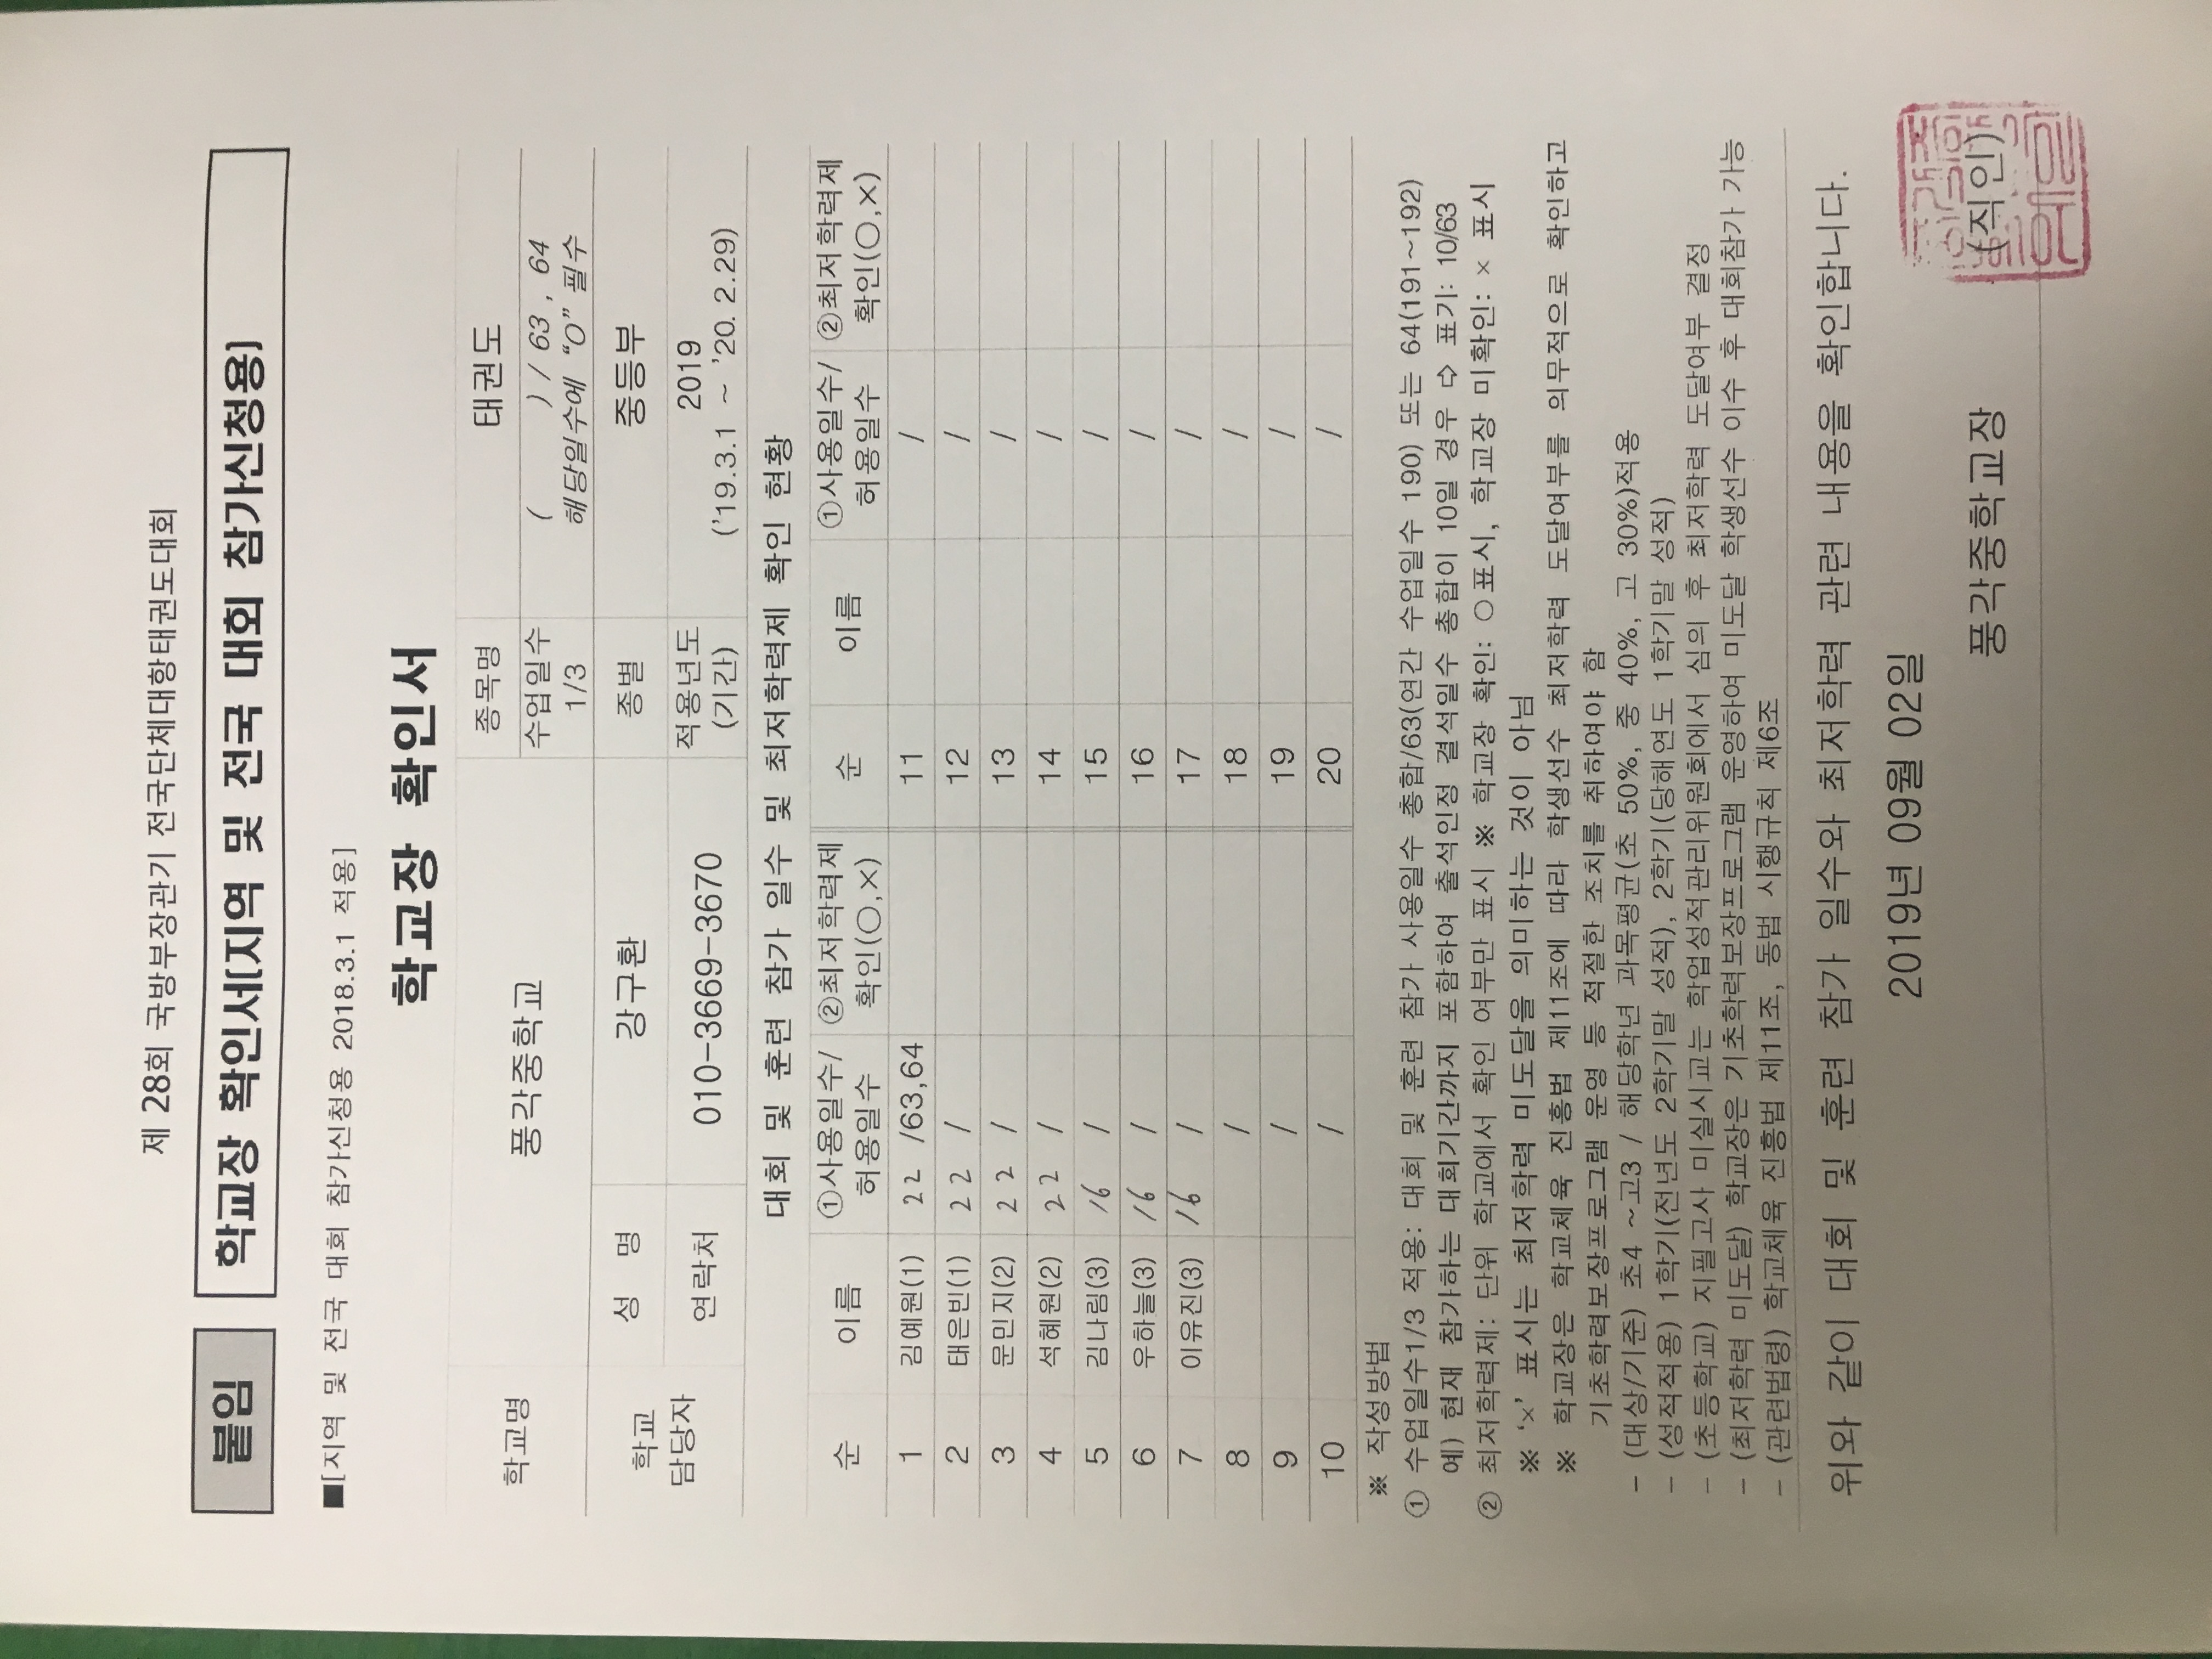 제 28회 국방부장관기 전국단체대항태권도대회
붙임 학교장 확인서[지역 및 전국 대회 참가신청용]
■[지역 및 전국 대회 참가신청용 2018.3.1 적용]
학교장 확인서
학교명 풍각중학교 종목명 태권도
수업일수 1/3 ( ) / 63 , 64
해당일수에 “O” 필수
학교 담당자 성 명 강구환 종별 중등부
연락처 010-3669-3670 적용년도 (기간) 2019
('19.3.1 ~ '20. 2.29)
대회 및 훈련 참가 일수 및 최저학력제 확인 현황
순 이름 ①사용일수/허용일수 ②최저학력제 확인(○,×) 순 이름 ①사용일수/허용일수 ②최저학력제 확인(○,×)
1 김예원(1) 22 /63,64 11 /
2 태은빈(1) 22 / 12 /
3 문민지(2) 22 / 13 /
4 석혜원(2) 22 / 14 /
5 김나림(3) 16 / 15 /
6 우하늘(3) 16 / 16 /
7 이유진(3) 16 / 17 /
8 / 18 /
9 / 19 /
10 / 20 /
※ 작성방법
① 수업일수1/3 적용: 대회 및 훈련 참가 사용일수 총합/63(연간 수업일수 190) 또는 64(191~192)
예) 현재 참가하는 대회기간까지 포함하여 출석인정 결석일수 총합이 10일 경우 ⇨ 표기: 10/63
② 최저학력제: 단위 학교에서 확인 여부만 표시 ※ 학교장 확인: ○표시, 학교장 미확인: × 표시
※ ‘×’ 표시는 최저학력 미도달을 의미하는 것이 아님
※ 학교장은 학교체육 진흥법 제11조에 따라 학생선수 최저학력 도달여부를 의무적으로 확인하고
기초학력보장프로그램 운영 등 적절한 조치를 취하여야 함
- (대상/기준) 초4 ~고3 / 해당학년 과목평균(초 50%, 중 40%, 고 30%)적용
- (성적적용) 1학기(전년도 2학기말 성적), 2학기(당해연도 1학기말 성적)
- (초등학교) 지필고사 미실시교는 학업성적관리위원회에서 심의 후 최저학력 도달여부 결정
- (최저학력 미도달) 학교장은 기초학력보장프로그램 운영하여 미도달 학생선수 이수 후 대회참가 가능
- (관련법령) 학교체육 진흥법 제11조, 동법 시행규칙 제6조
위와 같이 대회 및 훈련 참가 일수와 최저학력 관련 내용을 확인합니다.
2019년 09월 02일
풍각중학교장 (직인)